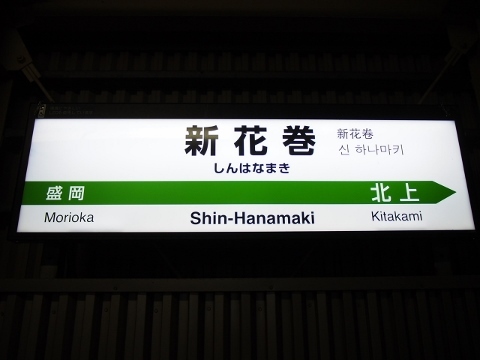 新花巻
しんはなまき
新花卷
신 하나마키
盛岡
北上
Morioka
Shin-Hanamaki
Kitakami